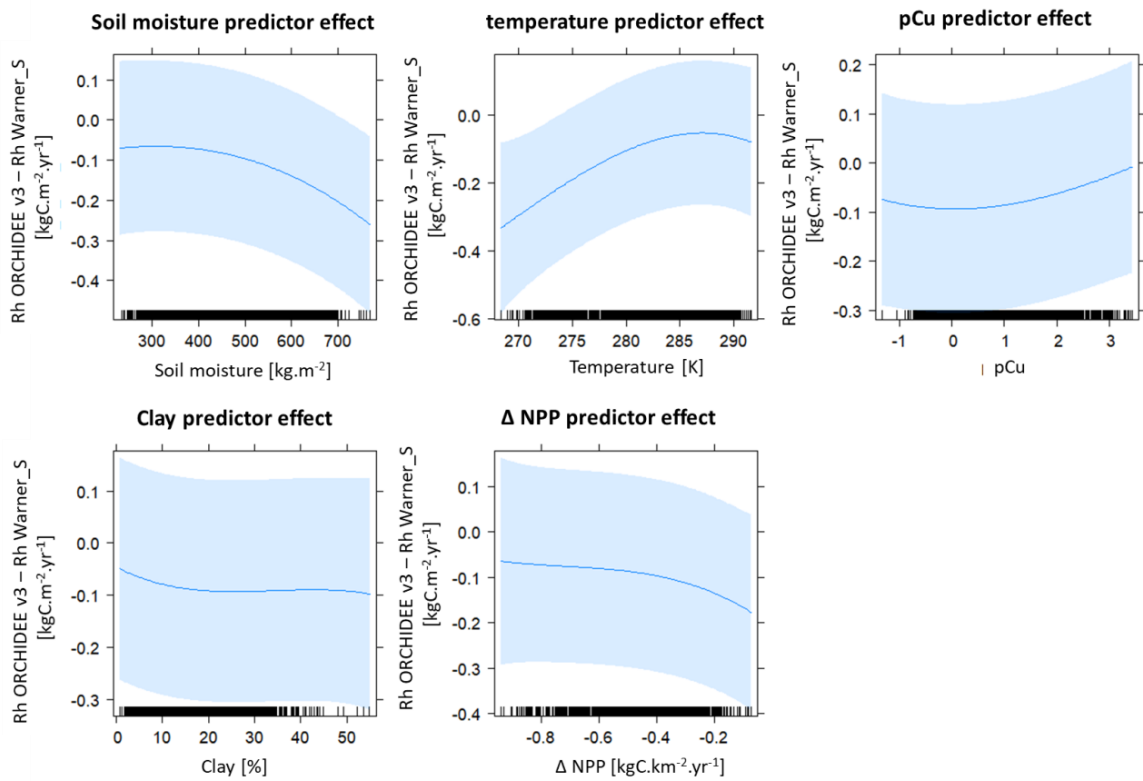 Soil moisture predictor effect
Rh ORCHIDEE v3 – Rh Warner_S
[kgC.m⁻².yr⁻¹]
0.1
0.0
-0.1
-0.2
-0.3
-0.4
300 400 500 600 700
Soil moisture [kg.m⁻²]
temperature predictor effect
Rh ORCHIDEE v3 – Rh Warner_S
[kgC.m⁻².yr⁻¹]
0.0
-0.2
-0.4
-0.6
270 275 280 285 290
Temperature [K]
pCu predictor effect
Rh ORCHIDEE v3 – Rh Warner_S
[kgC.m⁻².yr⁻¹]
0.2
0.1
0.0
-0.1
-0.2
-0.3
-1 0 1 2 3
pCu
Clay predictor effect
Rh ORCHIDEE v3 – Rh Warner_S
[kgC.m⁻².yr⁻¹]
0.1
0.0
-0.1
-0.2
-0.3
0 10 20 30 40 50
Clay [%]
Δ NPP predictor effect
Rh ORCHIDEE v3 – Rh Warner_S
[kgC.m⁻².yr⁻¹]
0.1
0.0
-0.1
-0.2
-0.3
-0.4
-0.8 -0.6 -0.4 -0.2
Δ NPP [kgC.km⁻².yr⁻¹]